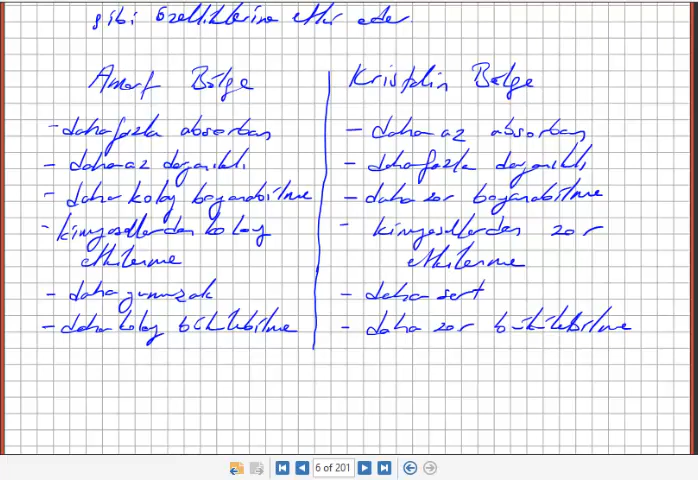 gibi özelliklerine etki eder
Amorf Bölge
Kristalin Bölge
- daha fazla absorban
- daha az absorban
- daha az dayanıklı
- daha fazla dayanıklı
- daha kolay boyanabilme
- daha zor boyanabilme
- kimyasallardan kolay
etkilenme
- kimyasallardan zor
etkilenme
- daha yumuşak
- daha sert
- daha kolay bükülebilme
- daha zor bükülebilme
6 of 201